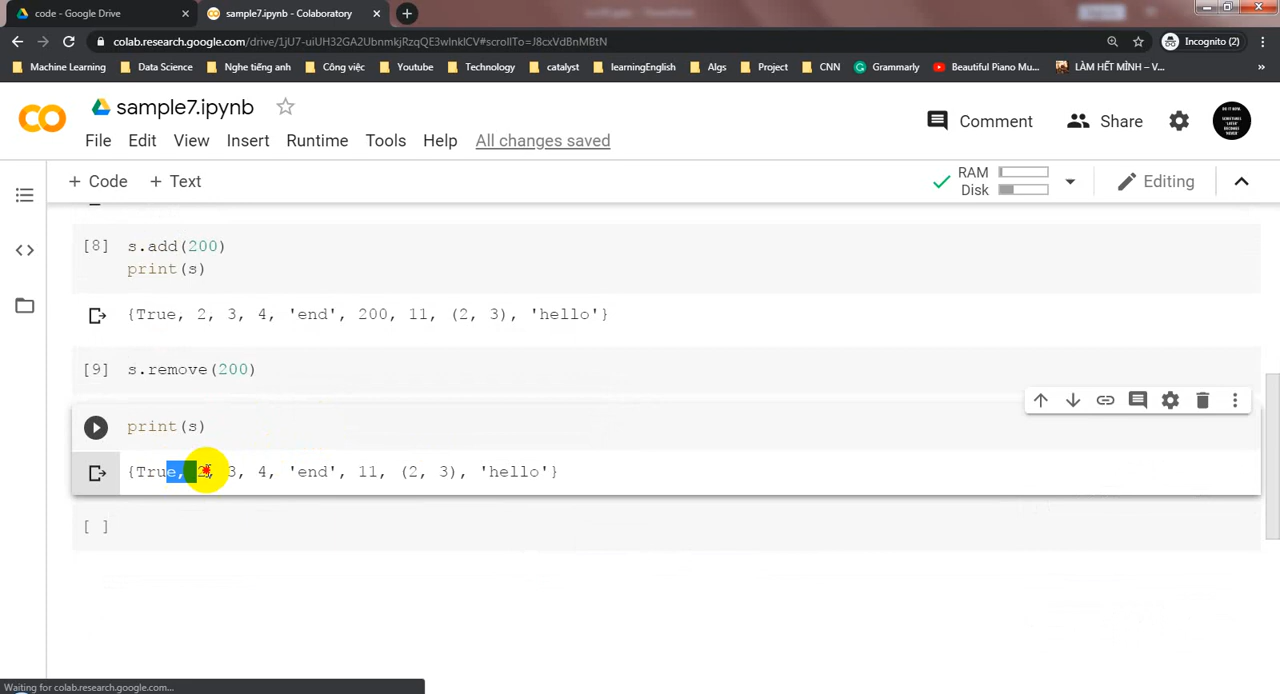 code - Google Drive
sample7.ipynb - Colaboratory
colab.research.google.com/drive/1jU7-uiUH32GA2UbnmkjRzqQE3wlnklCV#scrollTo=J8cxVdBnMBtN
Incognito (2)
Machine Learning
Data Science
Nghe tiếng anh
Công việc
Youtube
Technology
catalyst
learningEnglish
Algs
Project
CNN
Grammarly
Beautiful Piano Mu...
LÀM HẾT MÌNH – V...
»
CO
sample7.ipynb
Comment
Share
File Edit View Insert Runtime Tools Help All changes saved
+ Code + Text
RAM
Disk
Editing
[8] s.add(200)
print(s)
{True, 2, 3, 4, 'end', 200, 11, (2, 3), 'hello'}
[9] s.remove(200)
print(s)
{True, 2, 3, 4, 'end', 11, (2, 3), 'hello'}
[ ]
Waiting for colab.research.google.com...